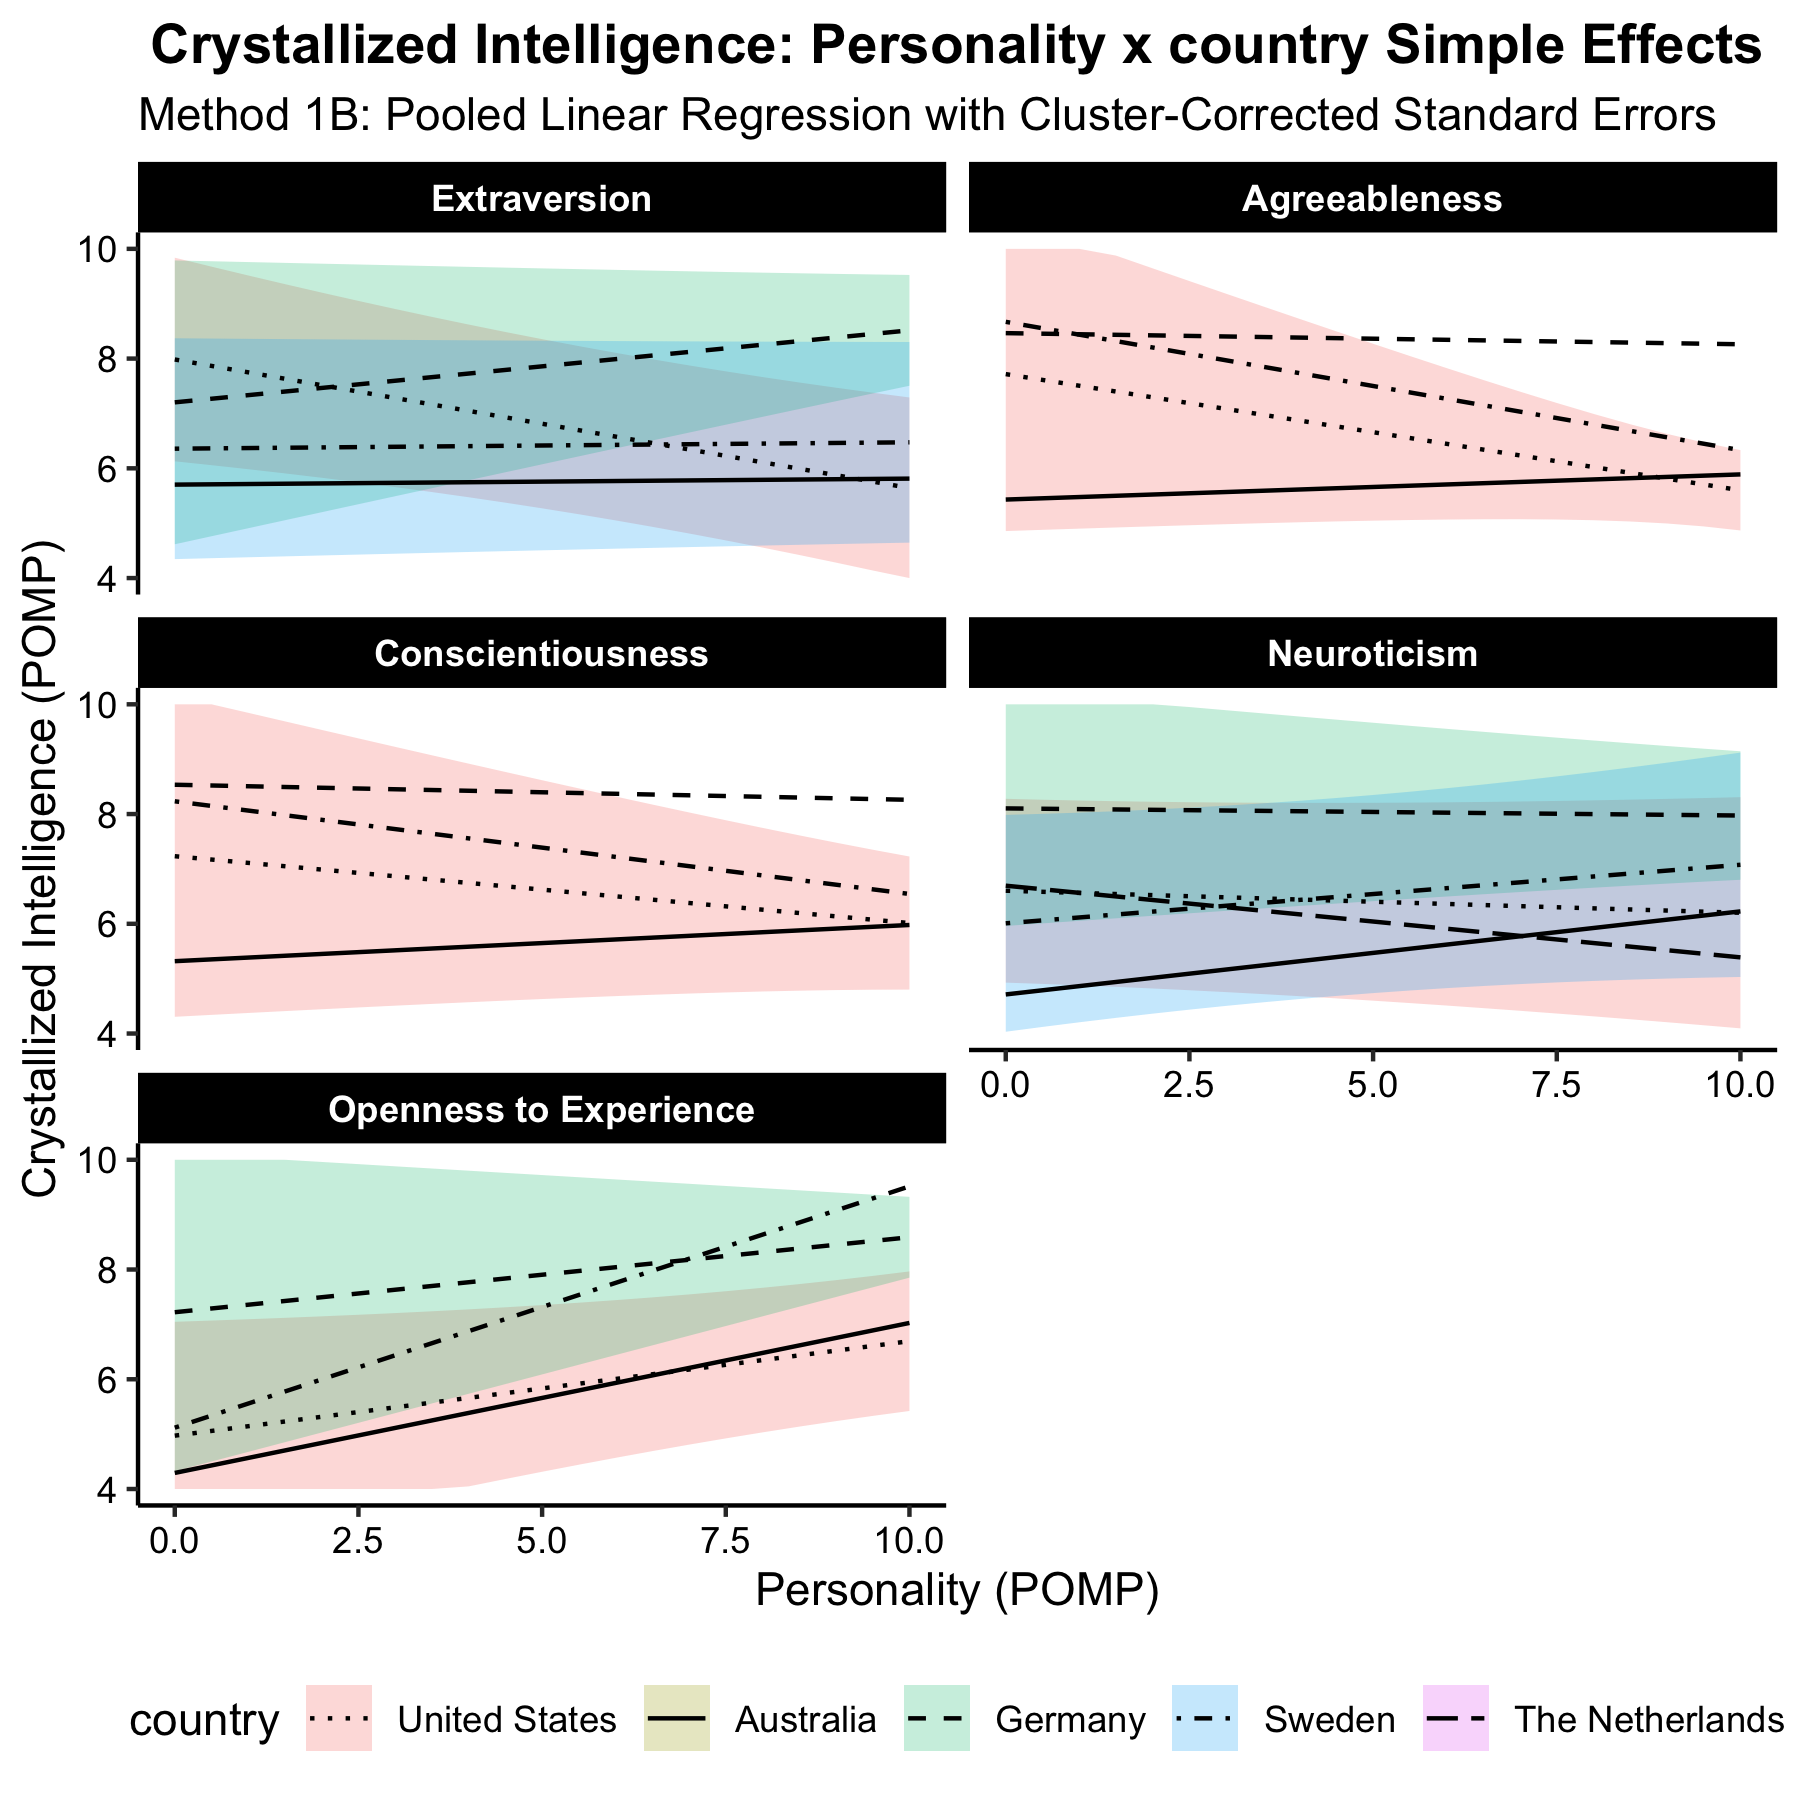 Crystallized Intelligence: Personality x country Simple Effects
Method 1B: Pooled Linear Regression with Cluster-Corrected Standard Errors
Crystallized Intelligence (POMP)
Extraversion
10
8
6
4
Agreeableness
Conscientiousness
10
8
6
4
Neuroticism
0.0 2.5 5.0 7.5 10.0
Openness to Experience
10
8
6
4
0.0 2.5 5.0 7.5 10.0
Personality (POMP)
country United States Australia Germany Sweden The Netherlands